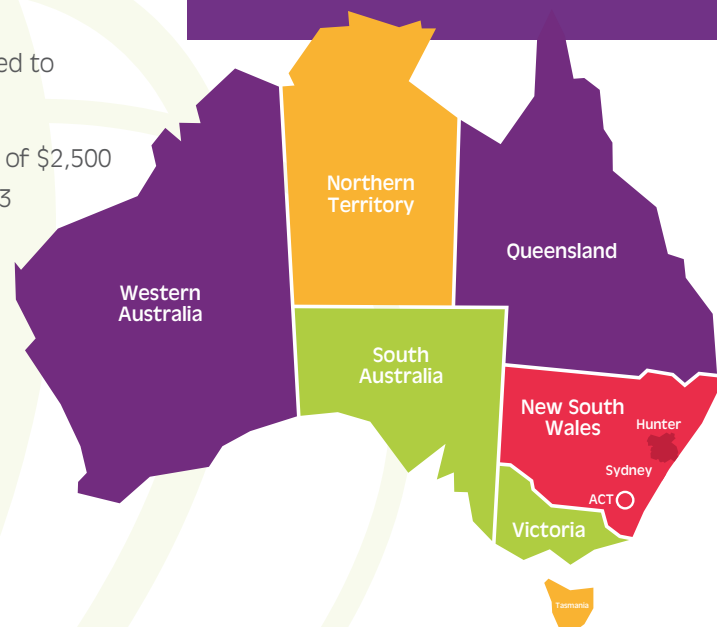 ed to
of $2,500
3
Northern
Territory
Queensland
Western
Australia
South
Australia
New South
Wales
Hunter
Sydney
ACT
Victoria
Tasmania